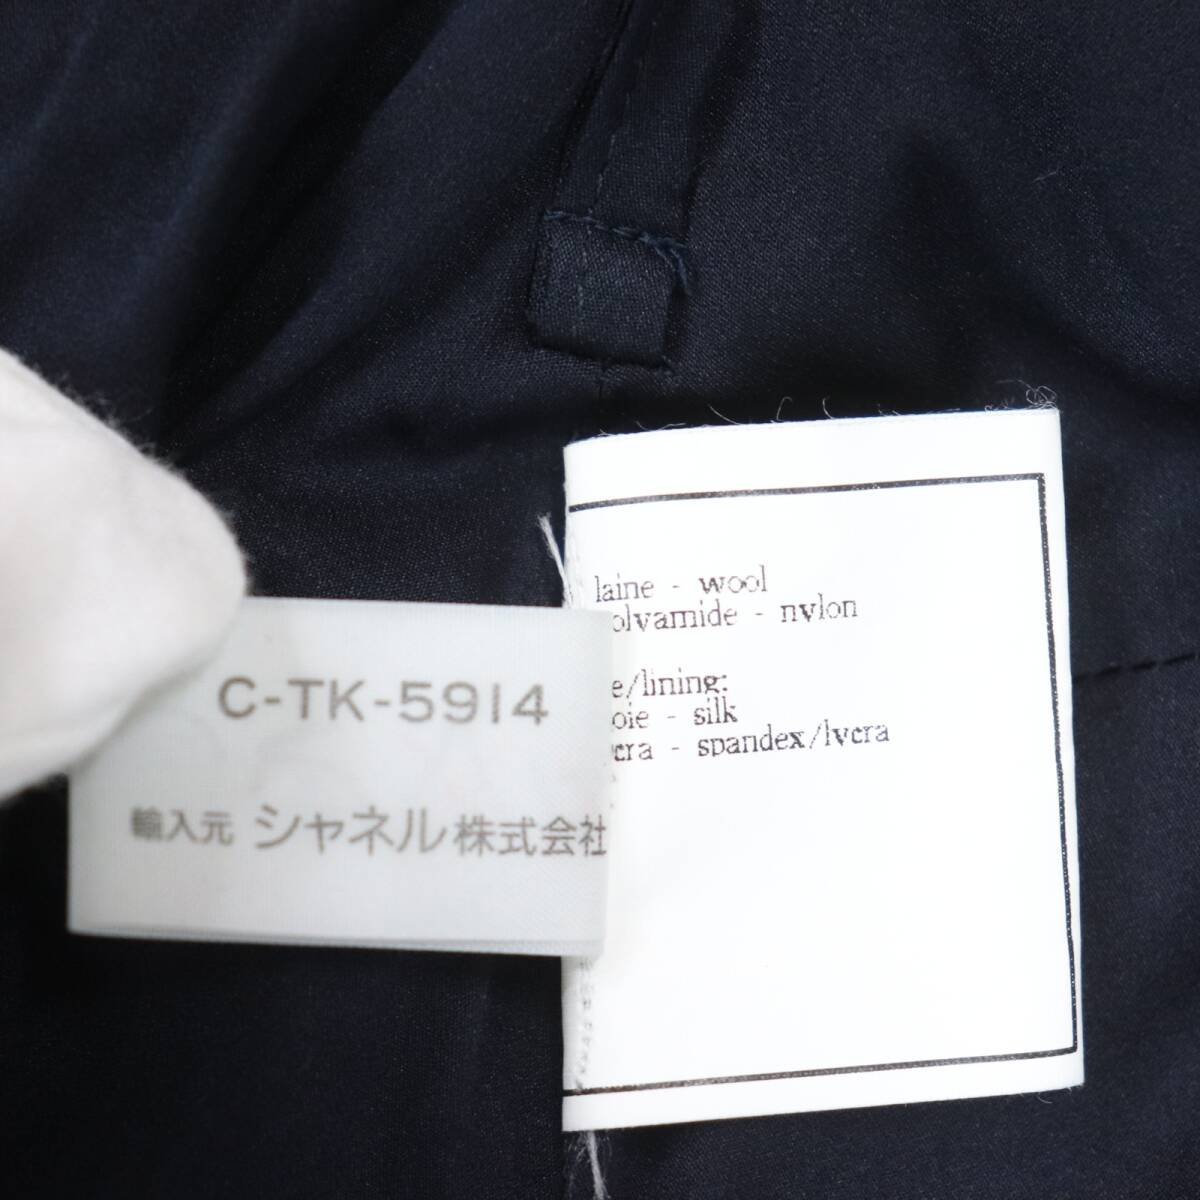 laine - wool
olyamide - nylon
e/lining:
oie - silk
cra - spandex/lycra
C-TK-5914
輸入元 シャネル株式会社